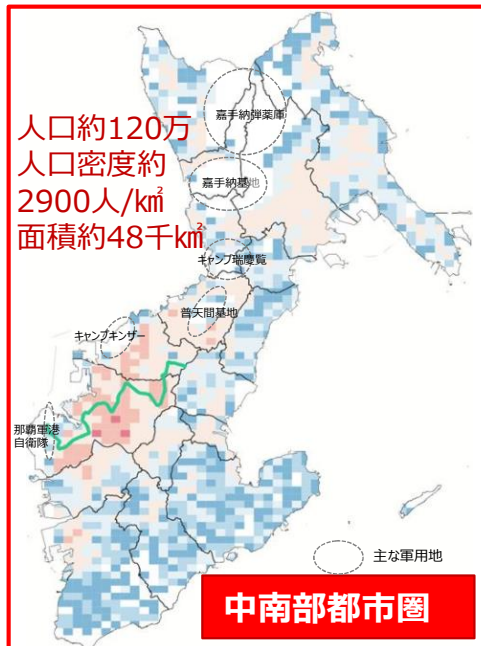 人口約120万
人口密度約
2900人/㎢
面積約48千㎢
嘉手納弾薬庫
嘉手納基地
キャンプ瑞慶覧
普天間基地
キャンプキンザー
那覇軍港
自衛隊
主な軍用地
中南部都市圏